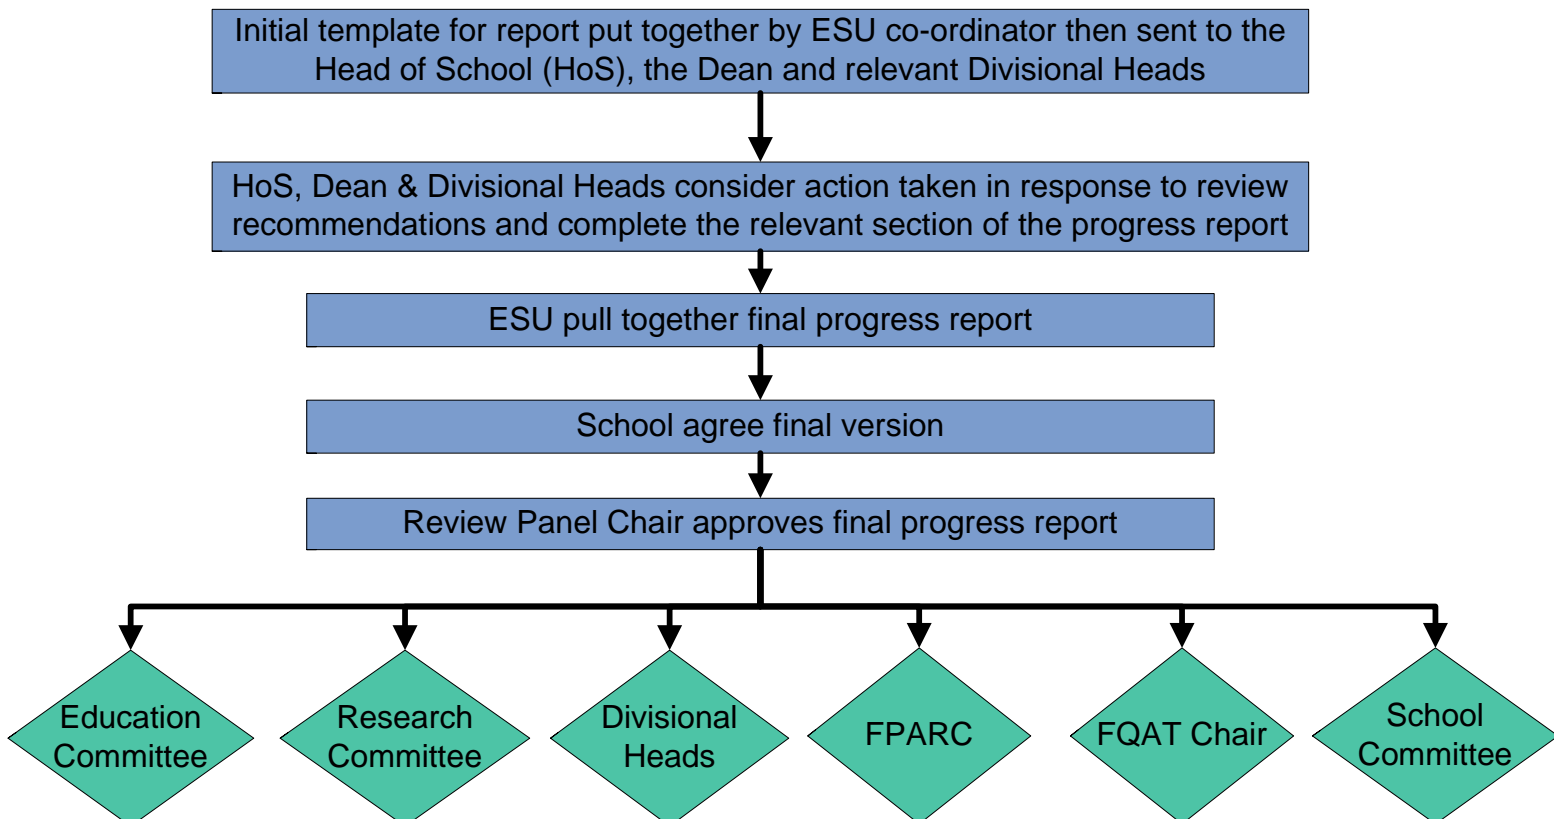 Initial template for report put together by ESU co-ordinator then sent to the
Head of School (HoS), the Dean and relevant Divisional Heads
HoS, Dean & Divisional Heads consider action taken in response to review
recommendations and complete the relevant section of the progress report
ESU pull together final progress report
School agree final version
Review Panel Chair approves final progress report
Education
Committee
Research
Committee
Divisional
Heads
FPARC
FQAT Chair
School
Committee